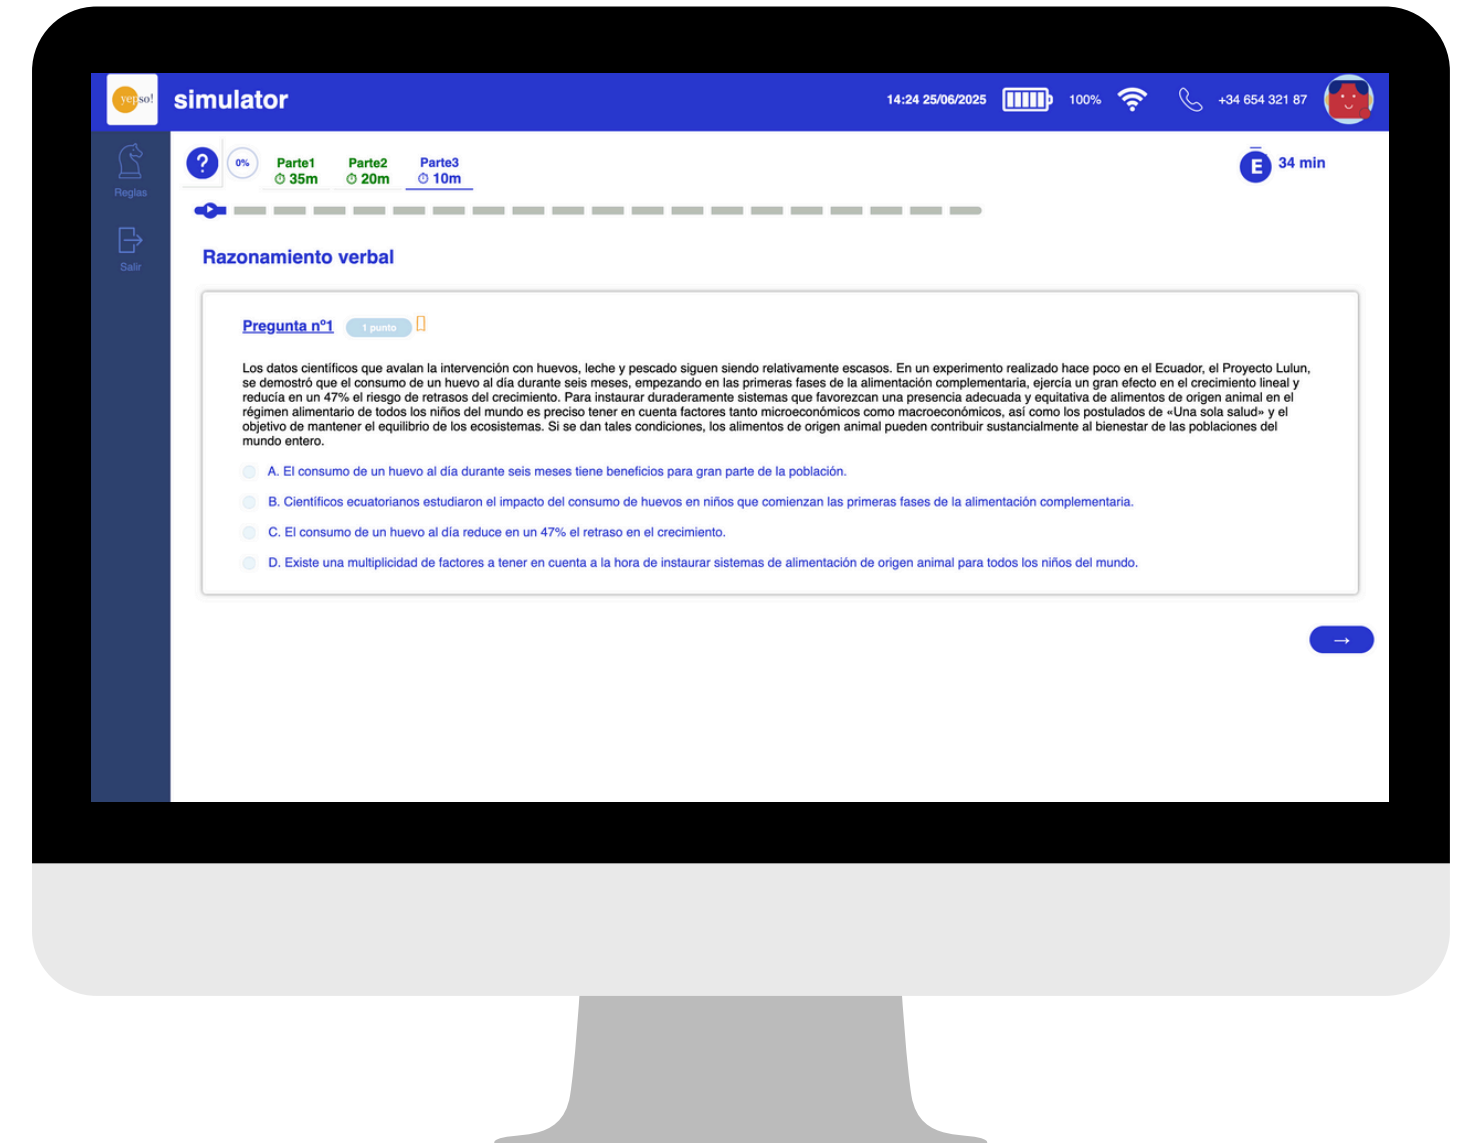 yepso! simulator 14:24 25/06/2025 100% +34 654 321 87
Reglas
Salir
? 0% Parte1 Parte2 Parte3 E 34 min
35m 20m 10m
Razonamiento verbal
Pregunta nº1 1 punto
Los datos científicos que avalan la intervención con huevos, leche y pescado siguen siendo relativamente escasos. En un experimento realizado hace poco en el Ecuador, el Proyecto Lulun,
se demostró que el consumo de un huevo al día durante seis meses, empezando en las primeras fases de la alimentación complementaria, ejercía un gran efecto en el crecimiento lineal y
reducía en un 47% el riesgo de retrasos del crecimiento. Para instaurar duraderamente sistemas que favorezcan una presencia adecuada y equitativa de alimentos de origen animal en el
régimen alimentario de todos los niños del mundo es preciso tener en cuenta factores tanto microeconómicos como macroeconómicos, así como los postulados de «Una sola salud» y el
objetivo de mantener el equilibrio de los ecosistemas. Si se dan tales condiciones, los alimentos de origen animal pueden contribuir sustancialmente al bienestar de las poblaciones del
mundo entero.
A. El consumo de un huevo al día durante seis meses tiene beneficios para gran parte de la población.
B. Científicos ecuatorianos estudiaron el impacto del consumo de huevos en niños que comienzan las primeras fases de la alimentación complementaria.
C. El consumo de un huevo al día reduce en un 47% el retraso en el crecimiento.
D. Existe una multiplicidad de factores a tener en cuenta a la hora de instaurar sistemas de alimentación de origen animal para todos los niños del mundo.
→